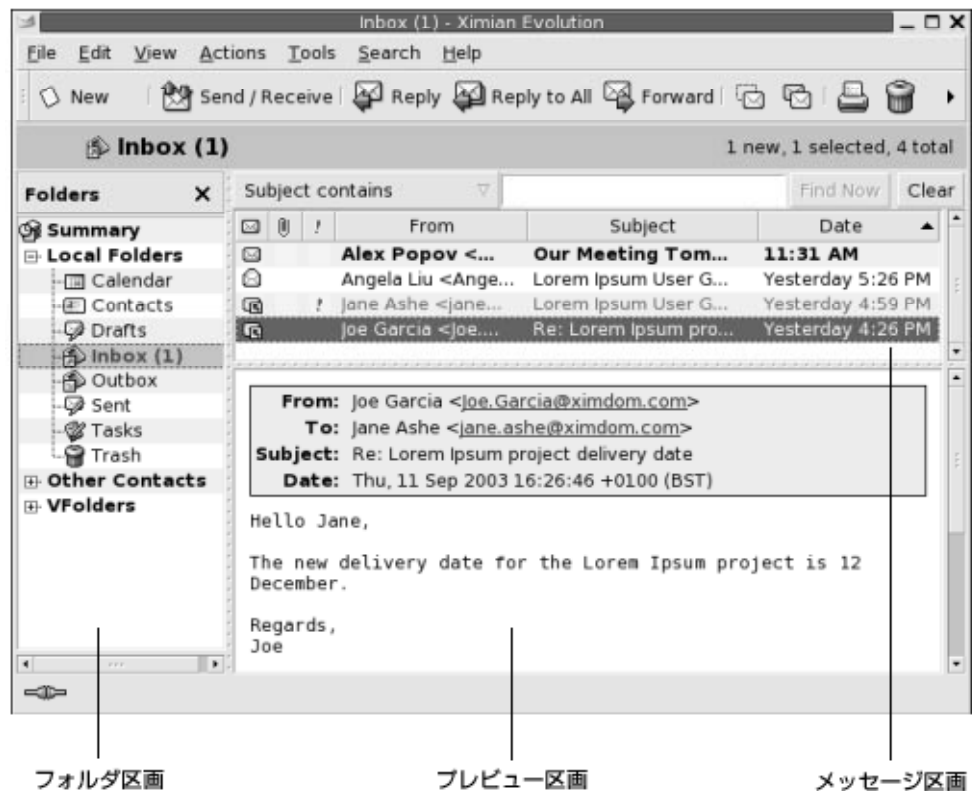 Inbox (1) - Ximian Evolution
File Edit View Actions Tools Search Help
New Send / Receive Reply Reply to All Forward
Inbox (1) 1 new, 1 selected, 4 total
Folders
Subject contains Find Now Clear
Summary
Local Folders
Calendar
Contacts
Drafts
Inbox (1)
Outbox
Sent
Tasks
Trash
Other Contacts
VFolders
! From Subject Date
Alex Popov <... Our Meeting Tom... 11:31 AM
Angela Liu <Ange... Lorem Ipsum User G... Yesterday 5:26 PM
! Jane Ashe <jane... Lorem Ipsum User G... Yesterday 4:59 PM
Joe Garcia <Joe.... Re: Lorem Ipsum pro... Yesterday 4:26 PM
From: Joe Garcia <Joe.Garcia@ximdom.com>
To: Jane Ashe <jane.ashe@ximdom.com>
Subject: Re: Lorem Ipsum project delivery date
Date: Thu, 11 Sep 2003 16:26:46 +0100 (BST)
Hello Jane,
The new delivery date for the Lorem Ipsum project is 12
December.
Regards,
Joe
フォルダ区画 プレビュー区画 メッセージ区画